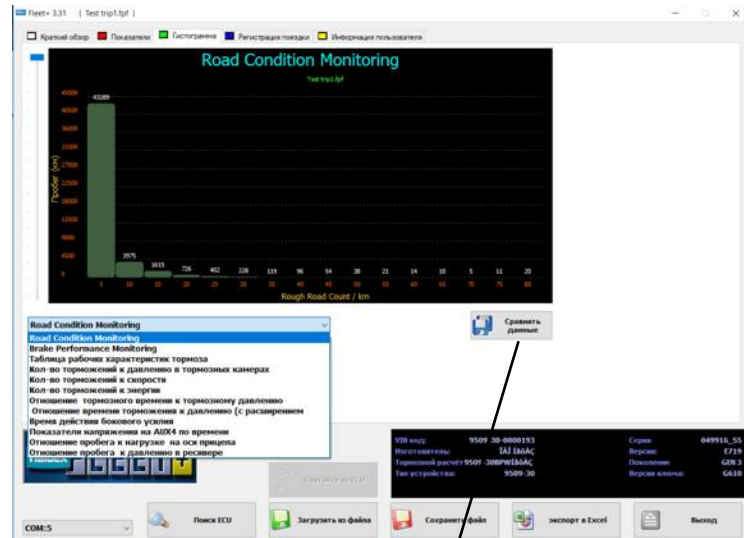 Fleet+ 3.31 ( Test trip1.fpf )
Краткий обзор Показатели Гистограмма Регистрация поездки Информация пользователя
Road Condition Monitoring
Test trip1.fpf
Пробег (км)
45000
40500
36000
31500
27000
22500
18000
13500
9000
4500
0
43289 3975 1615 726 402 228 119 96 54 38 21 14 10 5 11 20
5 10 15 20 25 30 35 40 45 50 55 60 65 70 75 80
Rough Road Count / km
Road Condition Monitoring
Сравнить данные
Road Condition Monitoring
Brake Performance Monitoring
Таблица рабочих характеристик тормоза
Кол-во торможений к давлению в тормозных камерах
Кол-во торможений к скорости
Кол-во торможений к энергии
Отношение тормозного времени к тормозному давлению
Отношение времени торможения к давлению (с расширением
Время действия бокового усилия
Показатели напряжения на AUX4 по времени
Отношение пробега к нагрузке на оси прицепа
Отношение пробега к давлению в ресивере
VIN код: 9509 30-0000193 Серия 049916_55
Изготовитель: ÏÀÍ ÍàóÀÇ Версия: E719
Тормозной расчет 9509 -308PWÍàóÀÇ Поколение GEN 3
Тип устройства: 9509-30 Версия ключа: G610
COM:5
Поиск ECU
Загрузить из файла
Сохранить файл
экспорт в Excel
Выход